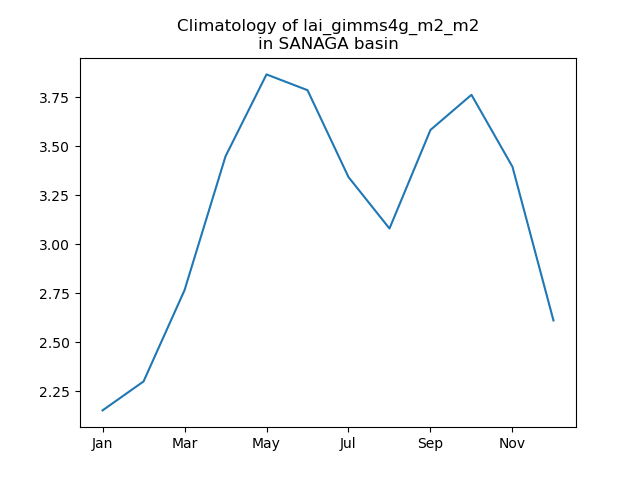 Climatology of lai_gimms4g_m2_m2
in SANAGA basin
3.75
3.50
3.25
3.00
2.75
2.50
2.25
Jan Mar May Jul Sep Nov